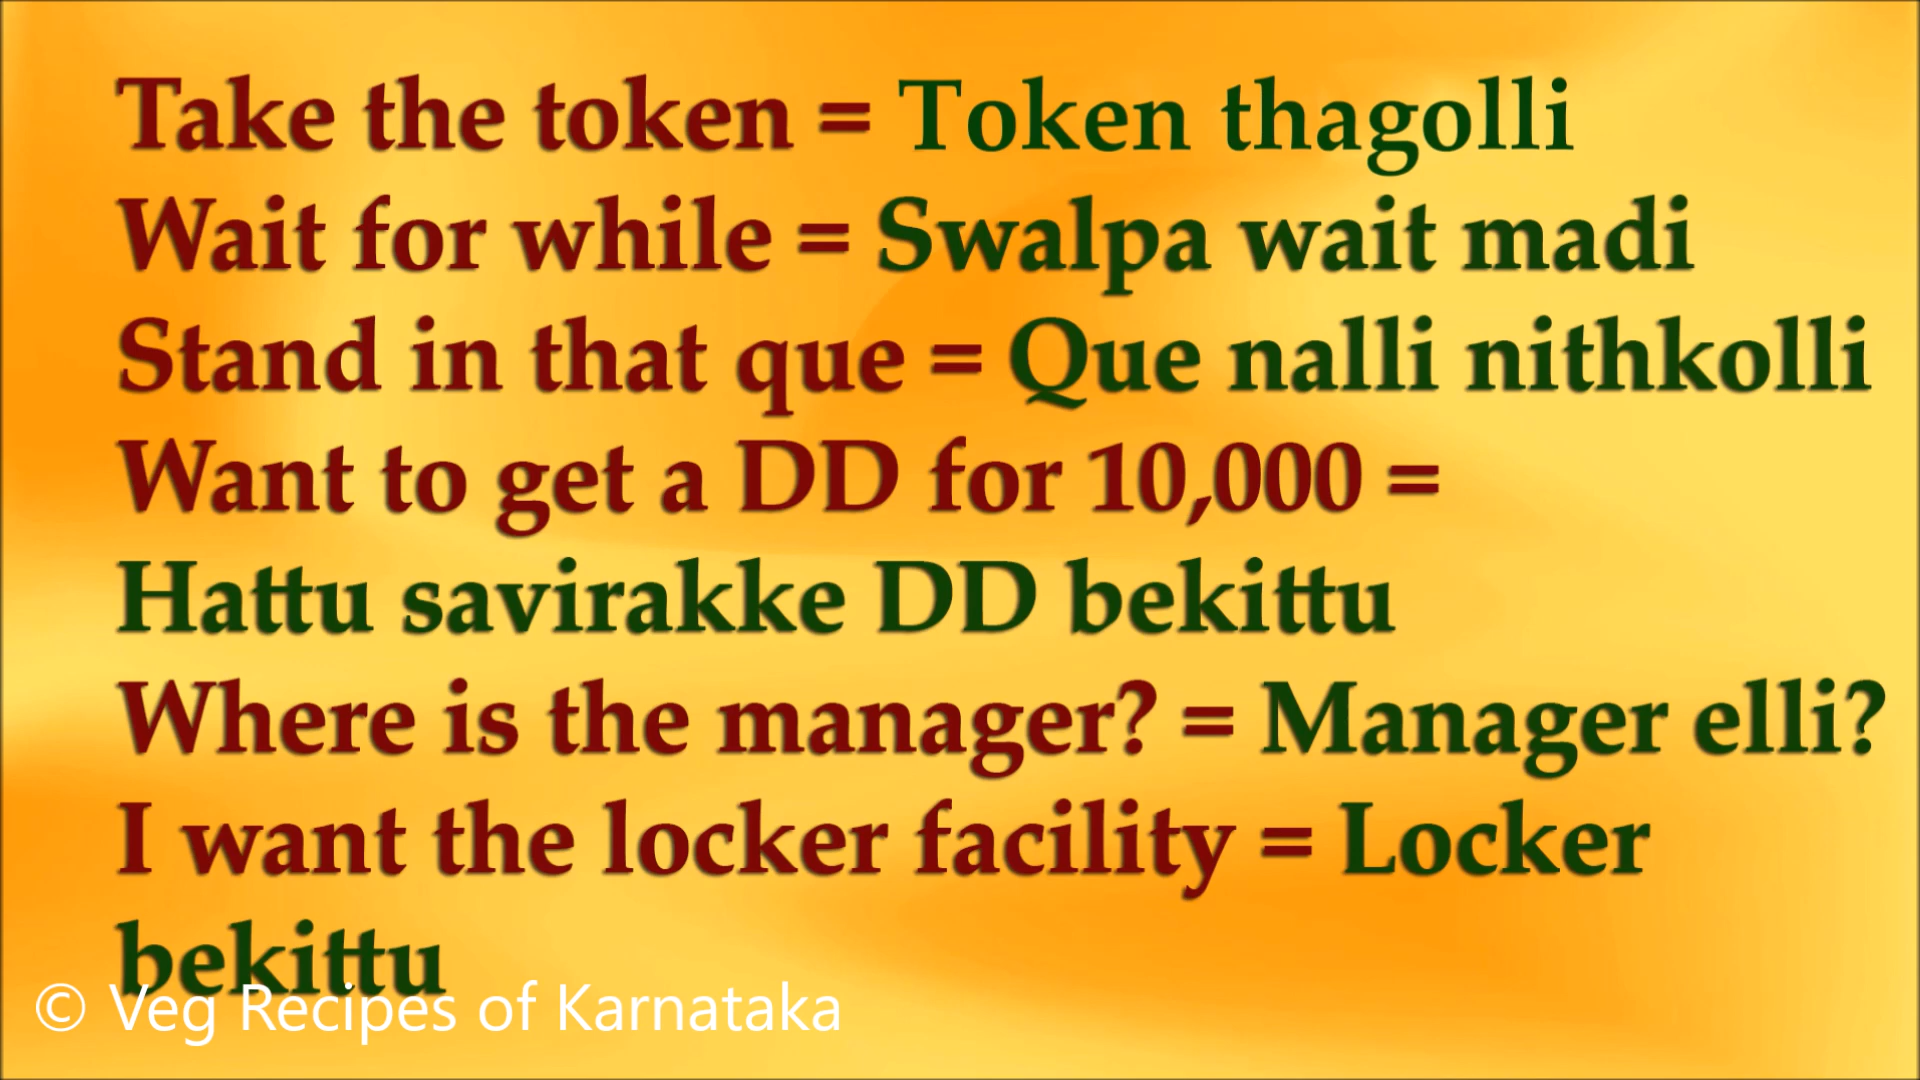 Take the token = Token thagolli
Wait for while = Swalpa wait madi
Stand in that que = Que nalli nithkolli
Want to get a DD for 10,000 =
Hattu savirakke DD bekittu
Where is the manager? = Manager elli?
I want the locker facility = Locker
bekittu
© Veg Recipes of Karnataka